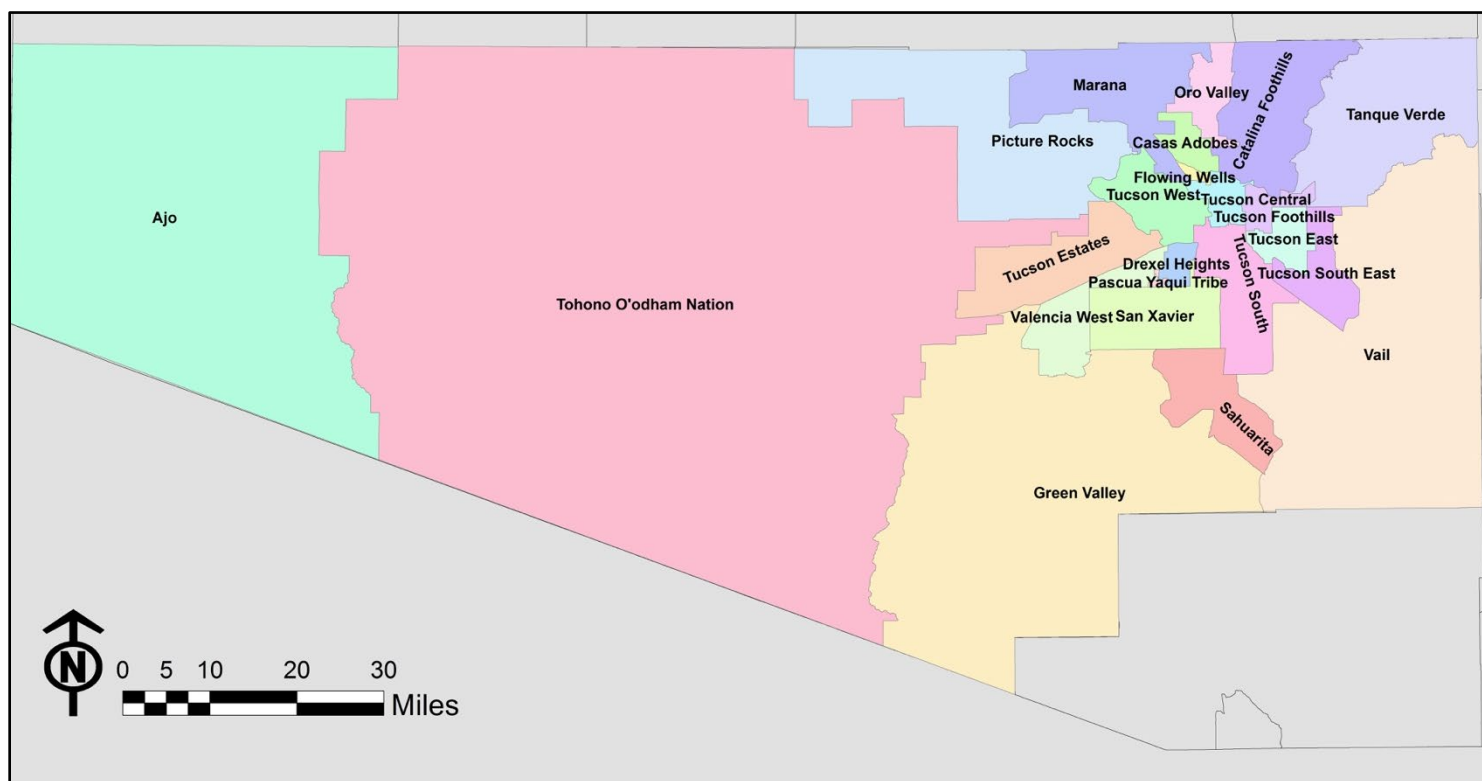 Marana
Oro Valley
Catalina Foothills
Tanque Verde
Picture Rocks
Casas Adobes
Flowing Wells
Tucson West
Tucson Central
Ajo
Tucson Foothills
Tucson East
Tucson Estates
Drexel Heights
Tucson South
Tucson South East
Pascua Yaqui Tribe
Tohono O'odham Nation
Valencia West
San Xavier
Vail
Sahuarita
Green Valley
N
0 5 10 20 30
Miles